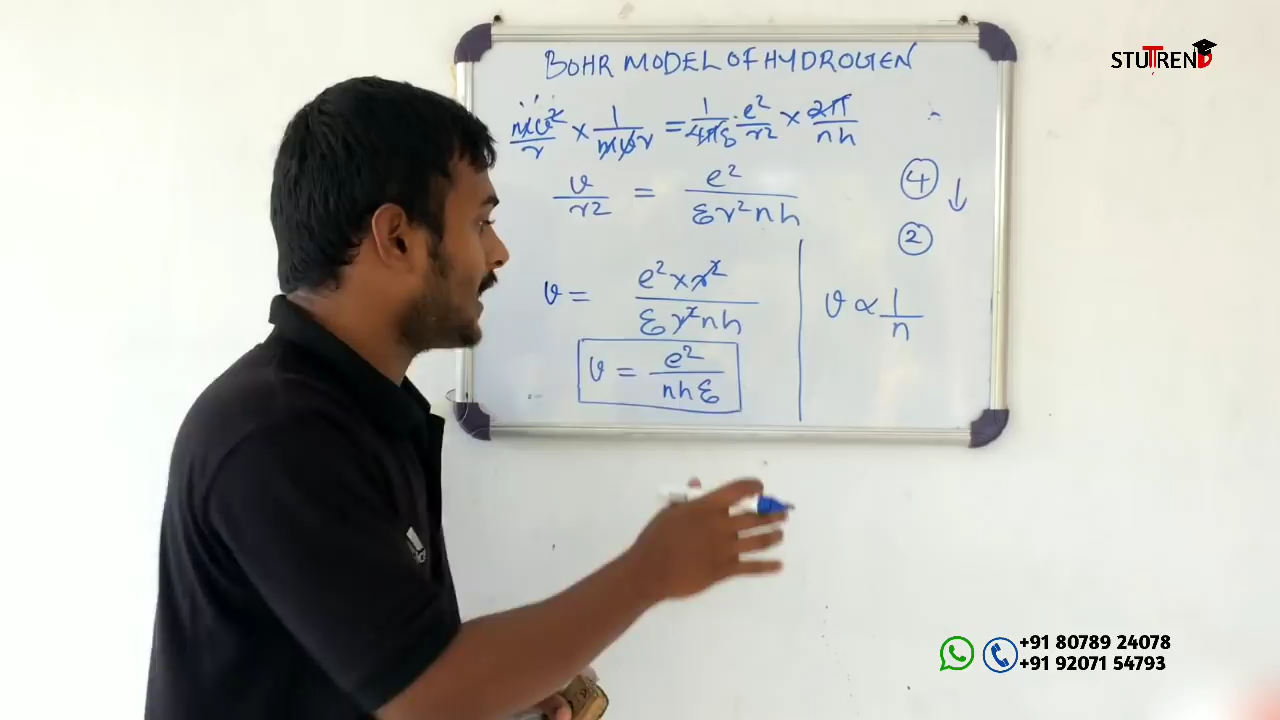 BOHR MODEL OF HYDROGEN
STUTREND
mv²/r × 1/mvr = 1/4πε · e²/r² × 2π/nh
v/r² = e²/εr²nh
4 ↓
2
v = e² × r²/εr²nh
v ∝ 1/n
v = e²/nhε
+91 80789 24078
+91 92071 54793